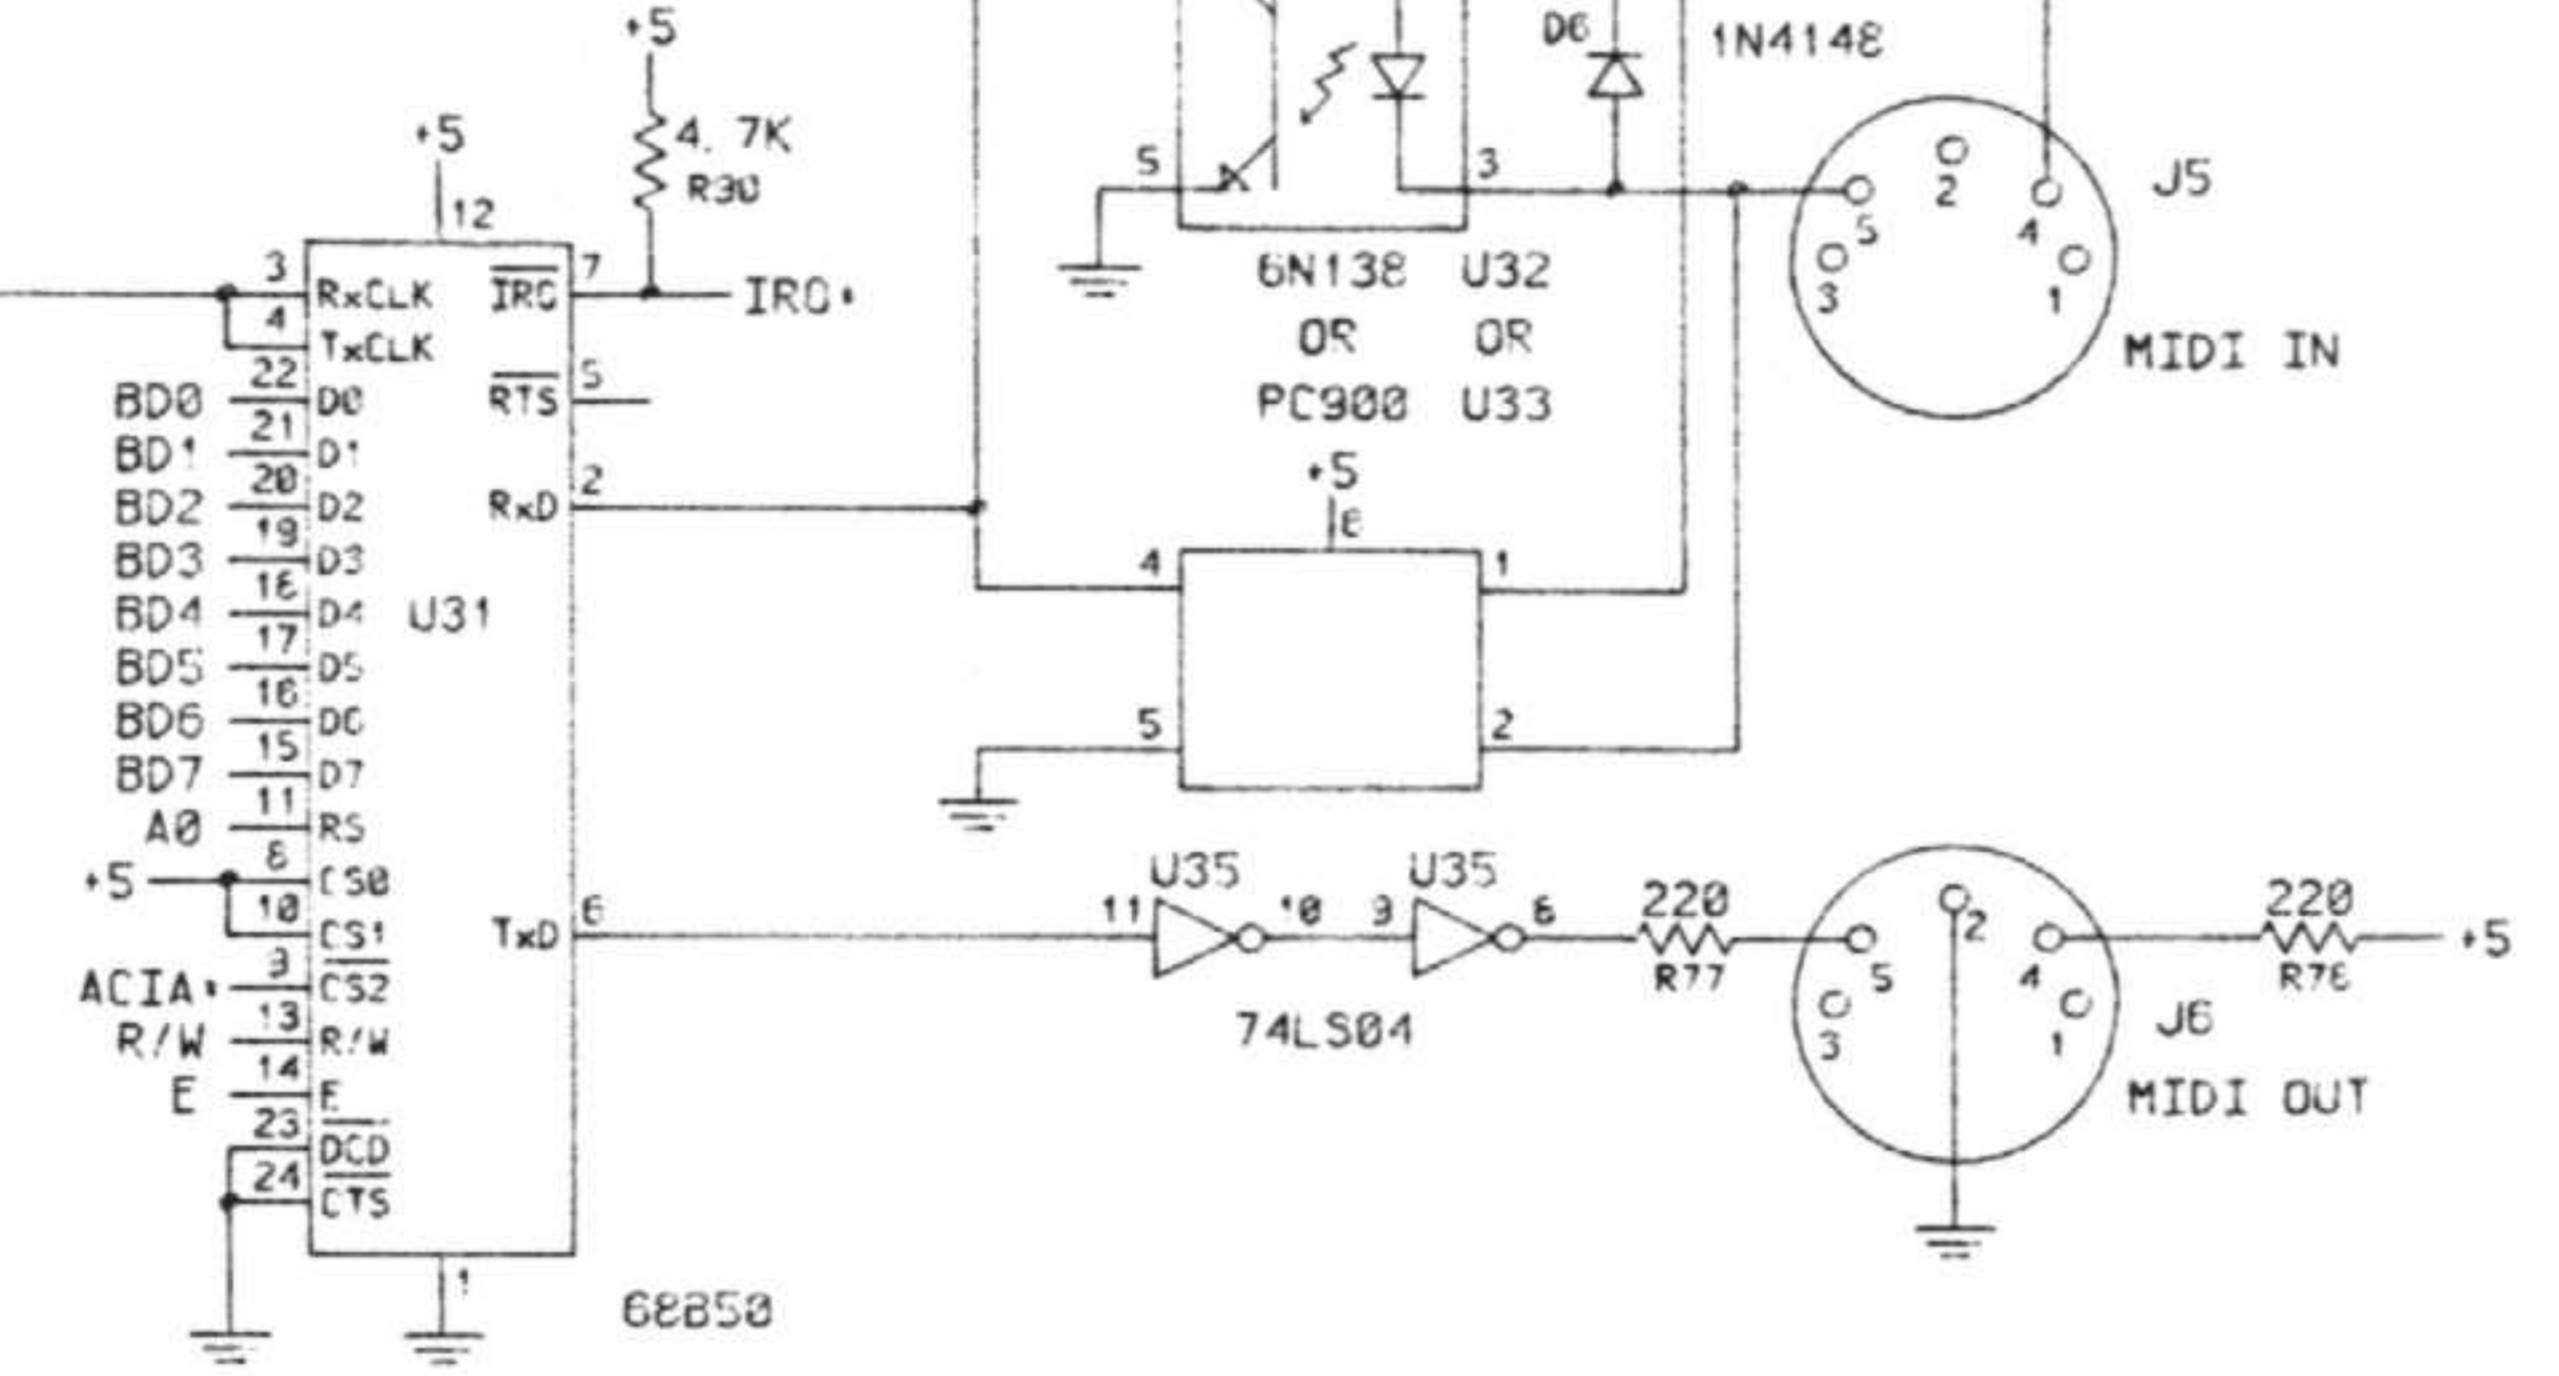 +5
D6
1N4148
4. 7K
R30
+5
12
5
3
2
5
4
3
1
J5
MIDI IN
3
RxCLK
IRQ
7
IRQ*
4
TxCLK
6N138 U32
OR OR
PC900 U33
BD0 22 D0
RTS 5
BD1 21 D1
BD2 20 D2
RxD 2
BD3 19 D3
BD4 18 D4
U31
BD5 17 D5
BD6 16 D6
BD7 15 D7
A0 11 RS
+5 8 CS0
10 CS1
ACIA* 9 CS2
R/W 13 R/W
E 14 E
23 DCD
24 CTS
1
68B50
+5
6
4
1
5
2
TxD 6
U35
11
10
U35
9
8
74LS04
220
R77
2
5
4
3
1
220
R78
+5
J6
MIDI OUT